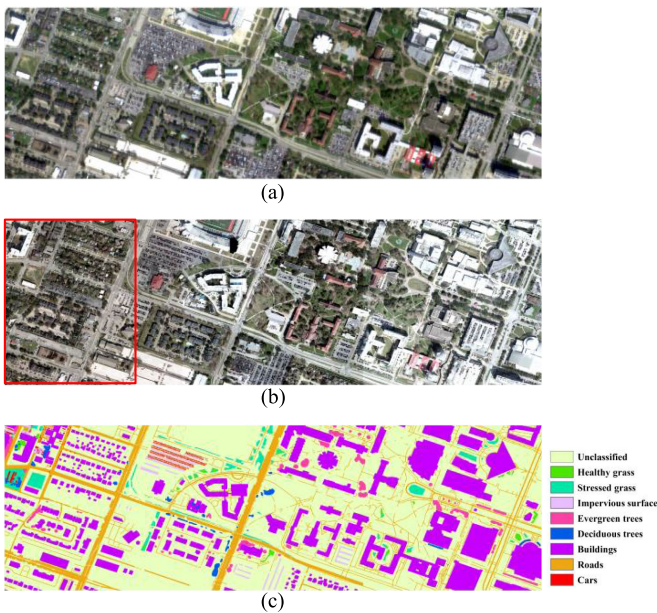 (a)
(b)
(c)
Unclassified
Healthy grass
Stressed grass
Impervious surface
Evergreen trees
Deciduous trees
Buildings
Roads
Cars